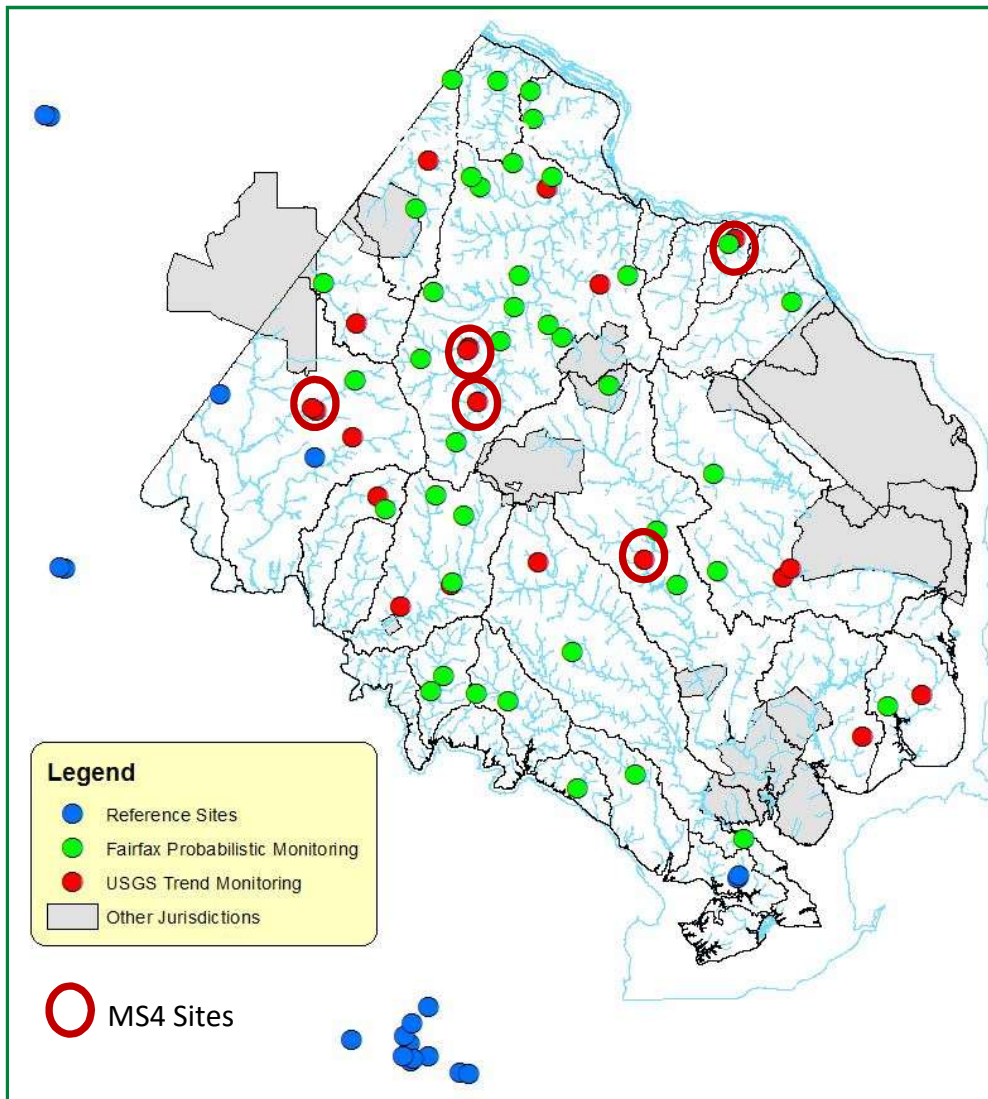 Legend
Reference Sites
Fairfax Probabilistic Monitoring
USGS Trend Monitoring
Other Jurisdictions
MS4 Sites